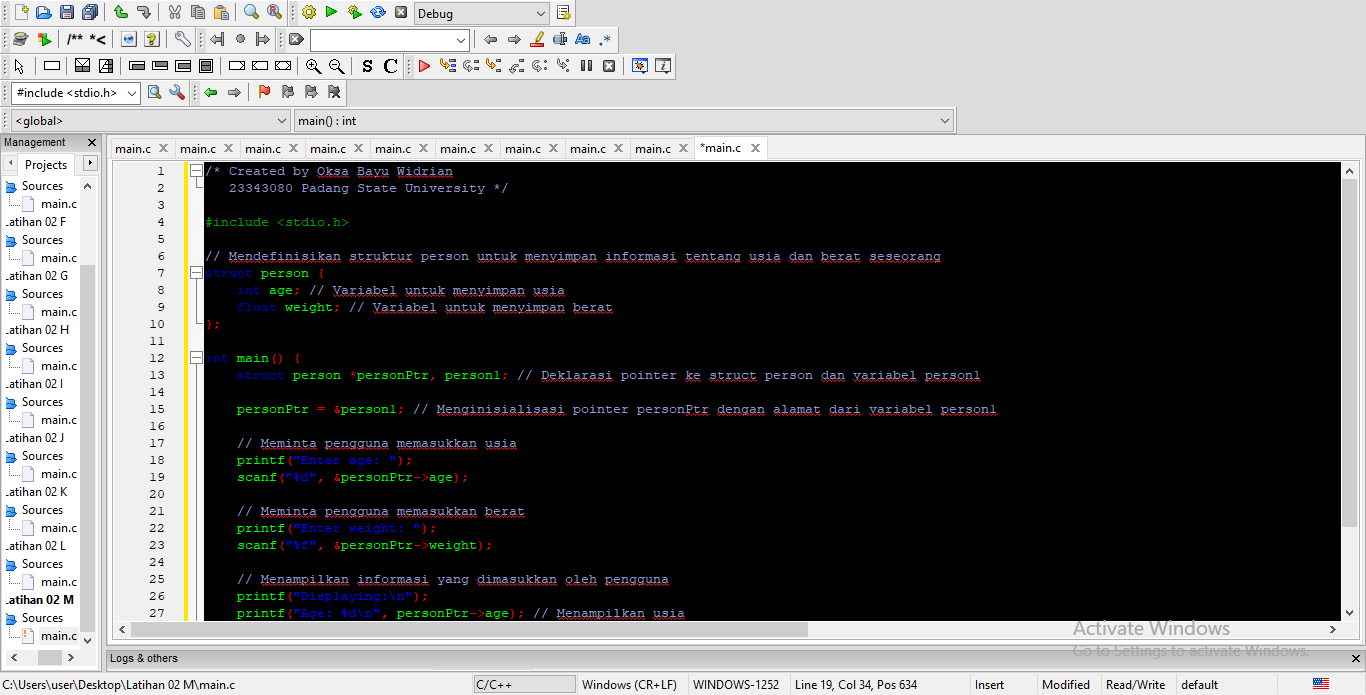 Debug
/** *<
Aa .*
S C
#include <stdio.h>
<global>
main() : int
Management
Projects
Sources
main.c
.atihan 02 F
Sources
main.c
.atihan 02 G
Sources
main.c
.atihan 02 H
Sources
main.c
.atihan 02 I
Sources
main.c
.atihan 02 J
Sources
main.c
.atihan 02 K
Sources
main.c
.atihan 02 L
Sources
main.c
.atihan 02 M
Sources
main.c
main.c main.c main.c main.c main.c main.c main.c main.c main.c *main.c
1 /* Created by Oksa Bayu Widrian
2 23343080 Padang State University */
3
4 #include <stdio.h>
5
6 // Mendefinisikan struktur person untuk menyimpan informasi tentang usia dan berat seseorang
7 struct person {
8 int age; // Variabel untuk menyimpan usia
9 float weight; // Variabel untuk menyimpan berat
10 };
11
12 int main() {
13 struct person *personPtr, person1; // Deklarasi pointer ke struct person dan variabel person1
14
15 personPtr = &person1; // Menginisialisasi pointer personPtr dengan alamat dari variabel person1
16
17 // Meminta pengguna memasukkan usia
18 printf("Enter age: ");
19 scanf("%d", &personPtr->age);
20
21 // Meminta pengguna memasukkan berat
22 printf("Enter weight: ");
23 scanf("%f", &personPtr->weight);
24
25 // Menampilkan informasi yang dimasukkan oleh pengguna
26 printf("Displaying:\n");
27 printf("Age: %d\n", personPtr->age); // Menampilkan usia
Activate Windows
Go to Settings to activate Windows.
Logs & others
C:\Users\user\Desktop\Latihan 02 M\main.c
C/C++
Windows (CR+LF)
WINDOWS-1252
Line 19, Col 34, Pos 634
Insert
Modified
Read/Write
default